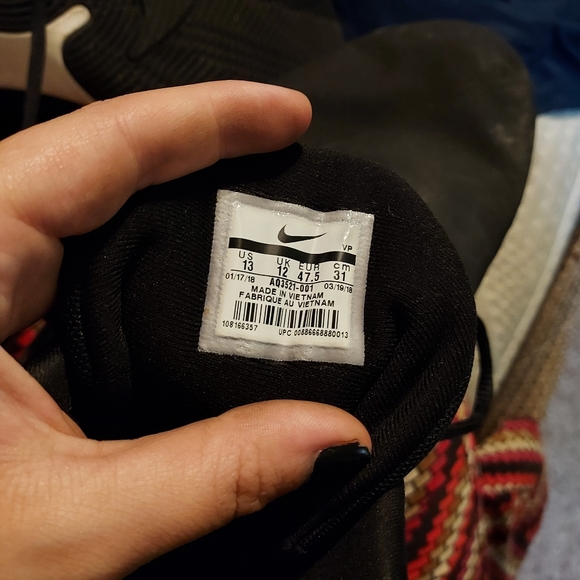 VP
US UK EUR cm
13 12 47.5 31
01/17/18 AQ3521-001 03/19/18
MADE IN VIETNAM
FABRIQUE AU VIETNAM
108166357 UPC 00886668880013